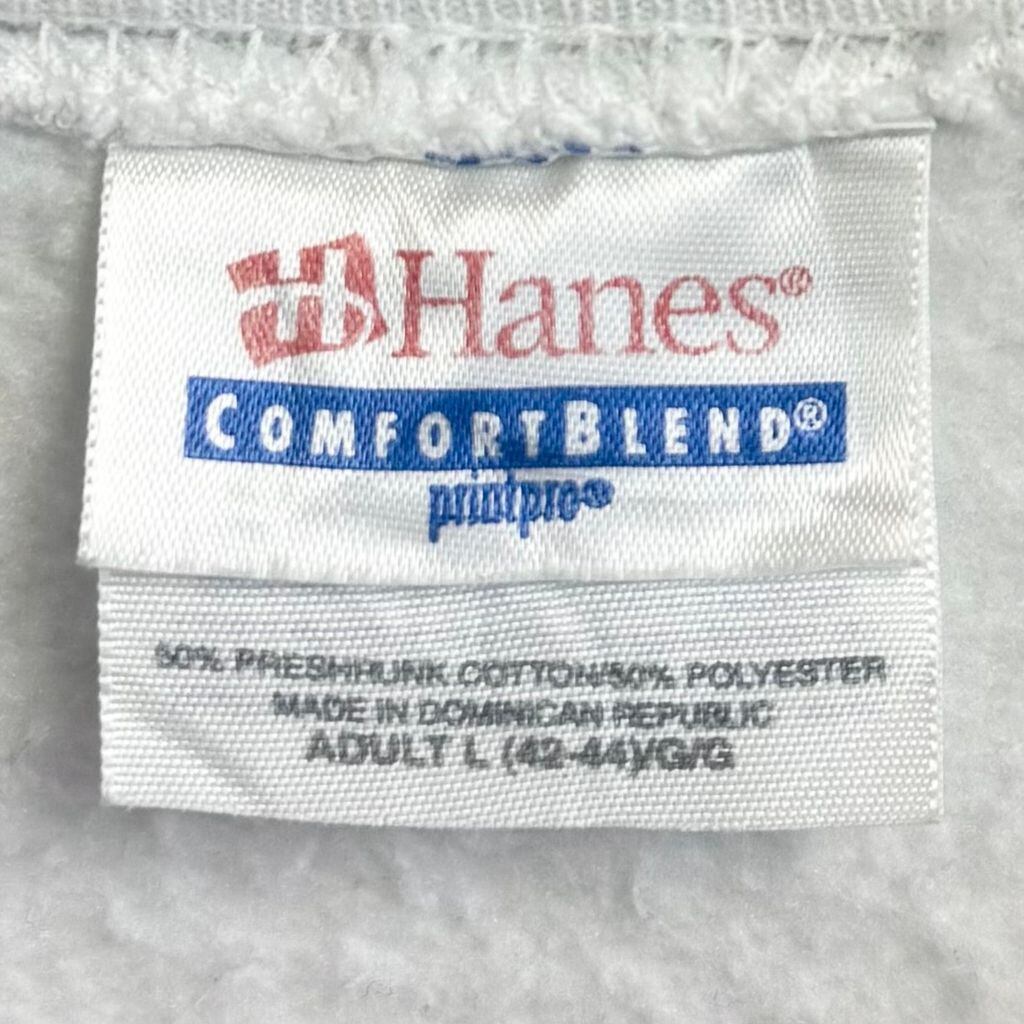 Hanes®
COMFORTBLEND®
printpro®
50% PRESHRUNK COTTON/50% POLYESTER
MADE IN DOMINICAN REPUBLIC
ADULT L (42-44)/G/G